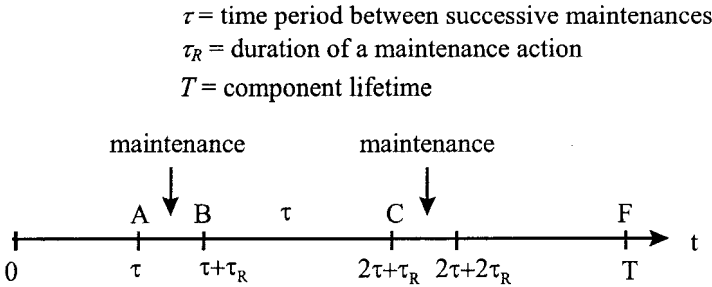 τ = time period between successive maintenances
τR = duration of a maintenance action
T = component lifetime
maintenance maintenance
A B τ C F
0 τ τ+τR 2τ+τR 2τ+2τR T t